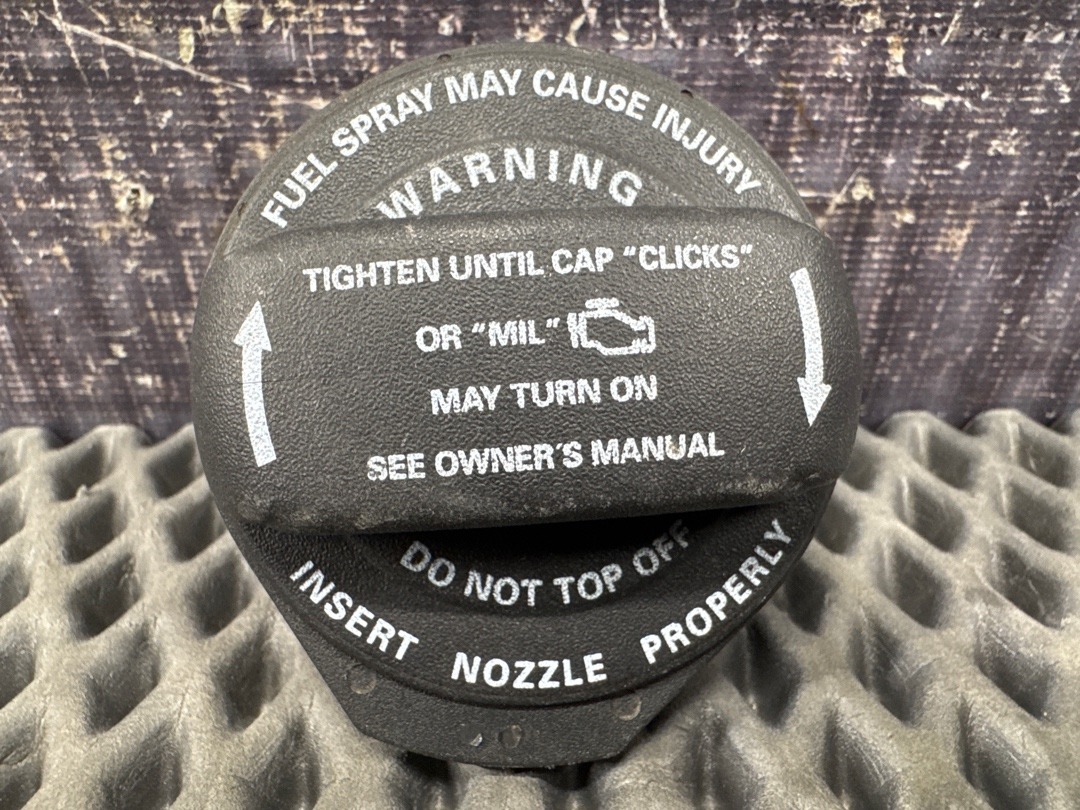 FUEL SPRAY MAY CAUSE INJURY
WARNING
TIGHTEN UNTIL CAP "CLICKS"
OR "MIL"
MAY TURN ON
SEE OWNER'S MANUAL
DO NOT TOP OFF
INSERT NOZZLE PROPERLY